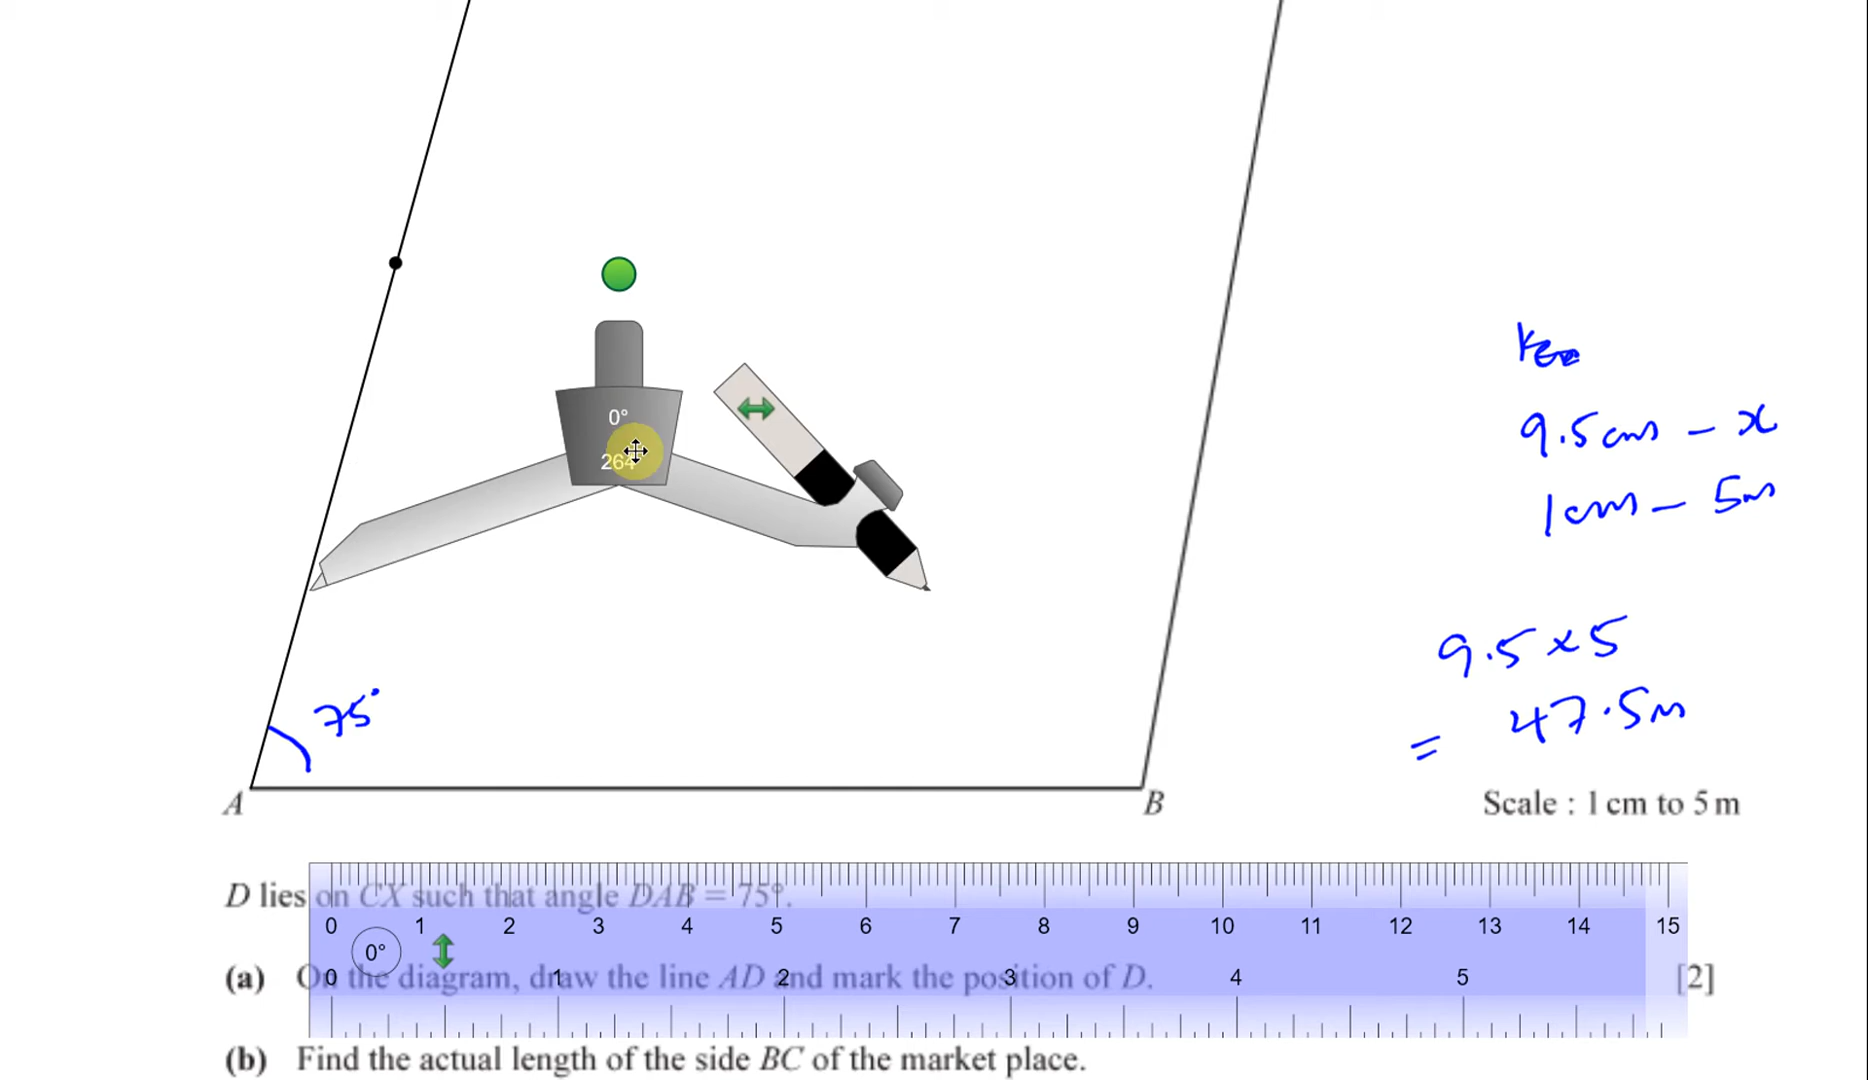 0°
264
9.5cm – x
1cm – 5m
9.5 x 5
= 47.5m
75°
A
B
Scale : 1 cm to 5 m
D lies on CX such that angle DAB = 75°.
0 1 2 3 4 5 6 7 8 9 10 11 12 13 14 15
0°
(a) On the diagram, draw the line AD and mark the position of D. [2]
0 1 2 3 4 5
(b) Find the actual length of the side BC of the market place.